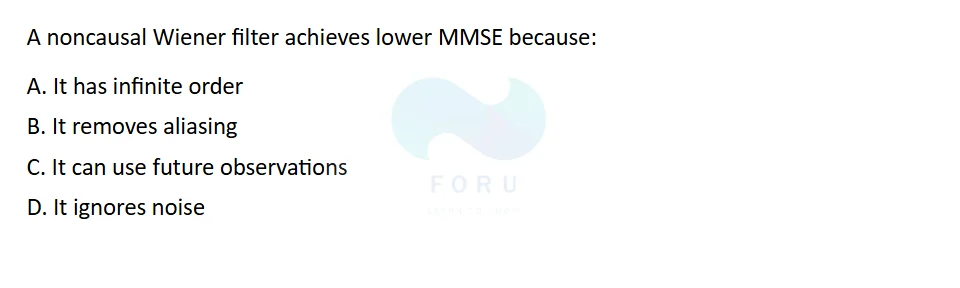 A noncausal Wiener filter achieves lower MMSE because:
A. It has infinite order
B. It removes aliasing
C. It can use future observations
FORU
D. It ignores noise